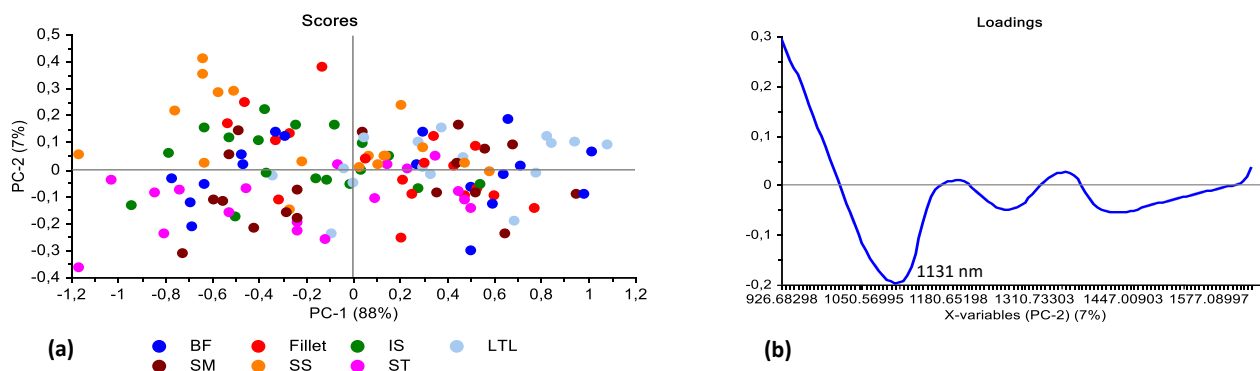 Scores
0,5
0,4
0,3
0,2
0,1
0
-0,1
-0,2
-0,3
-0,4
PC-2 (7%)
-1,2 -1 -0,8 -0,6 -0,4 -0,2 0 0,2 0,4 0,6 0,8 1 1,2
PC-1 (88%)
(a)
BF Fillet IS LTL
SM SS ST
Loadings
0,3
0,2
0,1
0
-0,1
-0,2
1131 nm
926.68298 1050.56995 1180.65198 1310.73303 1447.00903 1577.08997
X-variables (PC-2) (7%)
(b)